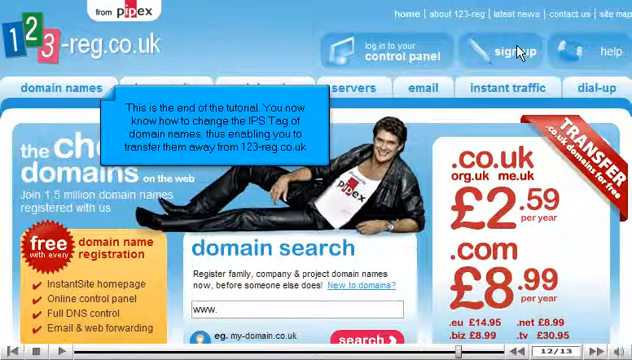 from pipex
home | about 123-reg | latest news | contact us | site map
123-reg.co.uk
log in to your
control panel
help
domain names
servers
email
instant traffic
dial-up
This is the end of the tutorial. You now
know how to change the IPS Tag of
domain names, thus enabling you to
transfer them away from 123-reg.co.uk
the
domains on the web
Join 1.5 million domain names
registered with us
pipex
TRANSFER
.co.uk domains for free
.co.uk
org.uk me.uk
£2.59
per year
.com
£8.99
per year
.eu £14.95 .net £8.99
.biz £8.99 .tv £30.95
free
with every
domain name
registration
InstantSite homepage
Online control panel
Full DNS control
Email & web forwarding
domain search
Register family, company & project domain names
now, before someone else does! New to domains?
www.
eg. my-domain.co.uk
search
12/13